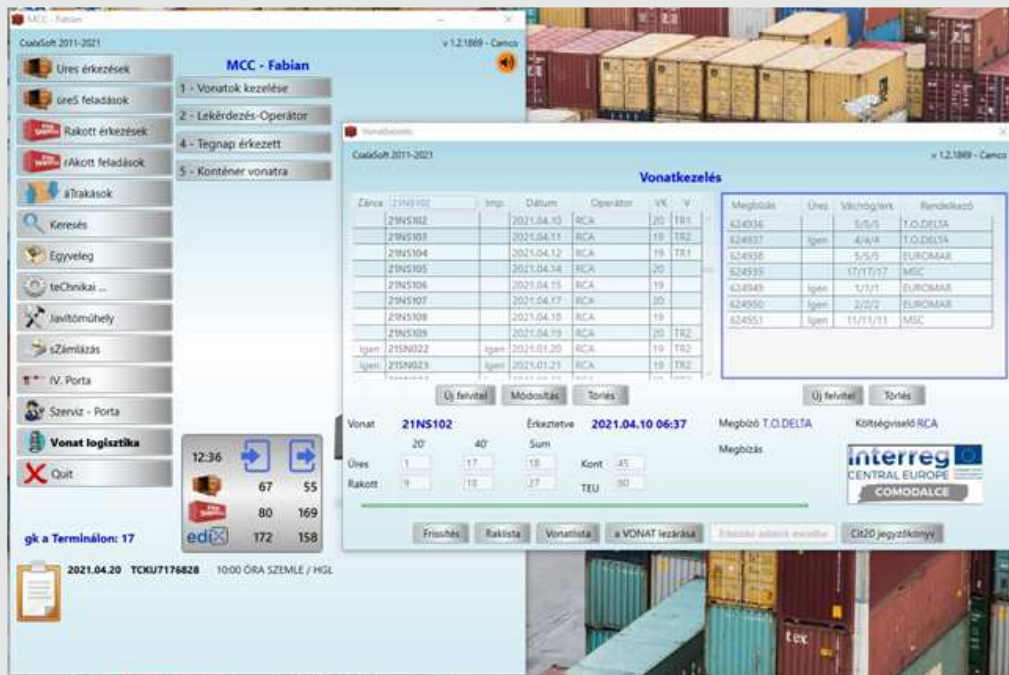 MCC - Fabian
CsalaSoft 2011-2021
v 1.2.1869 - Camco
MCC - Fabian
Üres érkezések
üreS feladások
Rakott érkezések
rAkott feladások
áTrakások
Keresés
Egyveleg
teChnikai ...
Javítóműhely
sZámlázás
IV. Porta
Szerviz - Porta
Vonat logisztika
Quit
1 - Vonatok kezelése
2 - Lekérdezés-Operátor
4 - Tegnap érkezett
5 - Konténer vonatra
12:36
67 55
80 169
ediX 172 158
gk a Terminálon: 17
2021.04.20 TCKU7176828 10:00 ÓRA SZEMLE / HGL
Vonatkezelés
CsalaSoft 2011-2021
v 1.2.1869 - Camco
Vonatkezelés
Zárva 21NS102 Imp. Dátum Operátor VK V
21NS102 2021.04.10 RCA 20 TR1
21NS103 2021.04.11 RCA 19 TR2
21NS104 2021.04.12 RCA 19 TR1
21NS105 2021.04.14 RCA 20
21NS106 2021.04.15 RCA 19
21NS107 2021.04.17 RCA 20
21NS108 2021.04.18 RCA 19
21NS109 2021.04.19 RCA 20 TR2
Igen 21SN022 Igen 2021.01.20 RCA 19 TR2
Igen 21SN023 Igen 2021.01.21 RCA 19 TR2
Megbízás Üres Vác/hög/érk Rendelkező
624936 5/5/5 T.O.DELTA
624937 Igen 4/4/4 T.O.DELTA
624938 5/5/5 EUROMAR
624939 17/17/17 MSC
624949 Igen 1/1/1 EUROMAR
624950 Igen 2/2/2 EUROMAR
624951 Igen 11/11/11 MSC
Új felvitel Módosítás Törlés
Új felvitel Törlés
Vonat 21NS102 Érkeztetve 2021.04.10 06:37 Megbízó T.O.DELTA Költségviselő RCA
20' 40' Sum Megbízás
Üres 1 17 18 Kont 45
Rakott 9 18 27 TEU 80
Interreg
CENTRAL EUROPE
COMODALCE
Frissítés Raklista Vonatlista a VONAT lezárása Cit20 jegyzőkönyv
tex